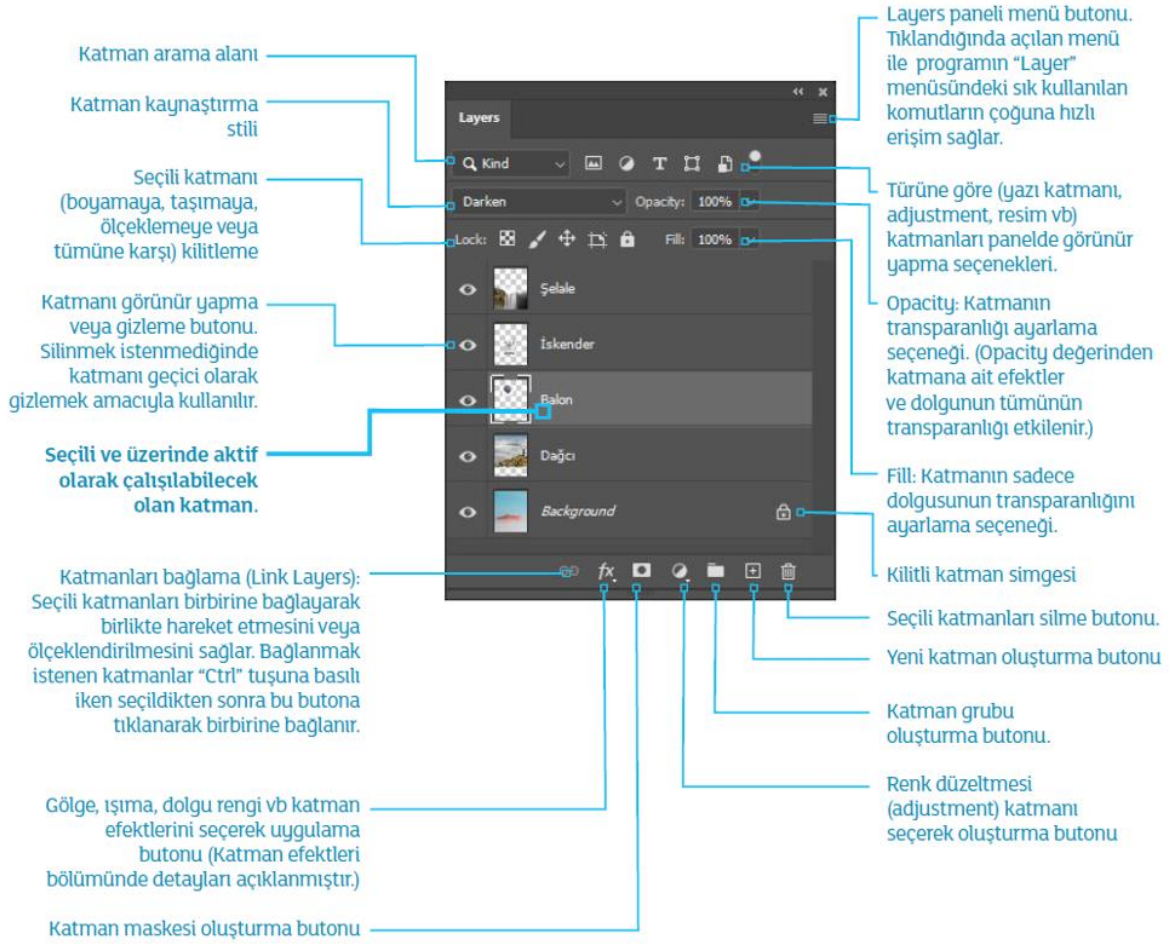 Katman arama alanı
Katman kaynaştırma
stili
Seçili katmanı
(boyamaya, taşımaya,
ölçeklemeye veya
tümüne karşı) kilitleme
Katmanı görünür yapma
veya gizleme butonu.
Silinmek istenmediğinde
katmanı geçici olarak
gizlemek amacıyla kullanılır.
Seçili ve üzerinde aktif
olarak çalışılabilecek
olan katman.
Katmanları bağlama (Link Layers):
Seçili katmanları birbirine bağlayarak
birlikte hareket etmesini veya
ölçeklendirilmesini sağlar. Bağlanmak
istenen katmanlar “Ctrl” tuşuna basılı
iken seçildikten sonra bu butona
tıklanarak birbirine bağlanır.
Gölge, ışıma, dolgu rengi vb katman
efektlerini seçerek uygulama
butonu (Katman efektleri
bölümünde detayları açıklanmıştır.)
Katman maskesi oluşturma butonu
Layers
Kind
T
Darken
Opacity: 100%
Lock:
Fill: 100%
Şelale
İskender
Balon
Dağcı
Background
fx
Layers paneli menü butonu.
Tıklandığında açılan menü
ile programın “Layer”
menüsündeki sık kullanılan
komutların çoğuna hızlı
erişim sağlar.
Türüne göre (yazı katmanı,
adjustment, resim vb)
katmanları panelde görünür
yapma seçenekleri.
Opacity: Katmanın
transparanlığı ayarlama
seçeneği. (Opacity değerinden
katmana ait efektler
ve dolgunun tümünün
transparanlığı etkilenir.)
Fill: Katmanın sadece
dolgusunun transparanlığını
ayarlama seçeneği.
Kilitli katman simgesi
Seçili katmanları silme butonu.
Yeni katman oluşturma butonu
Katman grubu
oluşturma butonu.
Renk düzeltmesi
(adjustment) katmanı
seçerek oluşturma butonu